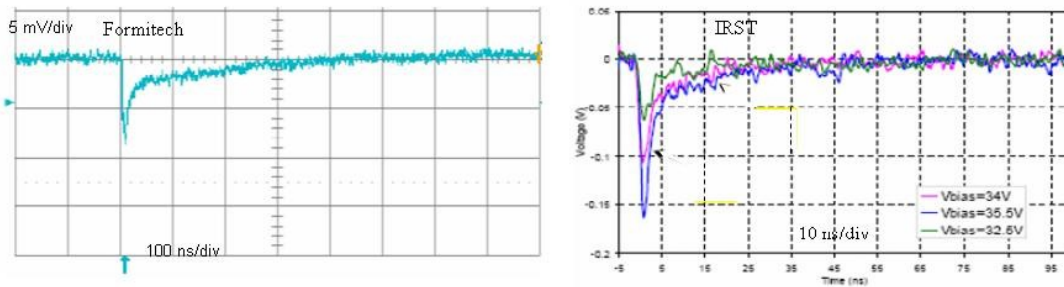 5 mV/div
Formitech
100 ns/div
IRST
0.05
0
-0.05
-0.1
-0.15
-0.2
Voltage (V)
Vbias=34V
Vbias=35.5V
Vbias=32.5V
10 ns/div
-5 5 15 25 35 45 55 65 75 85 95
Time (ns)